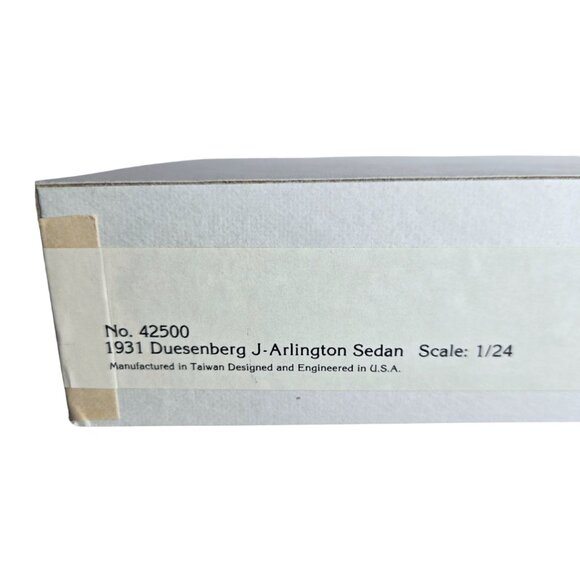 No. 42500
1931 Duesenberg J-Arlington Sedan Scale: 1/24
Manufactured in Taiwan Designed and Engineered in U.S.A.